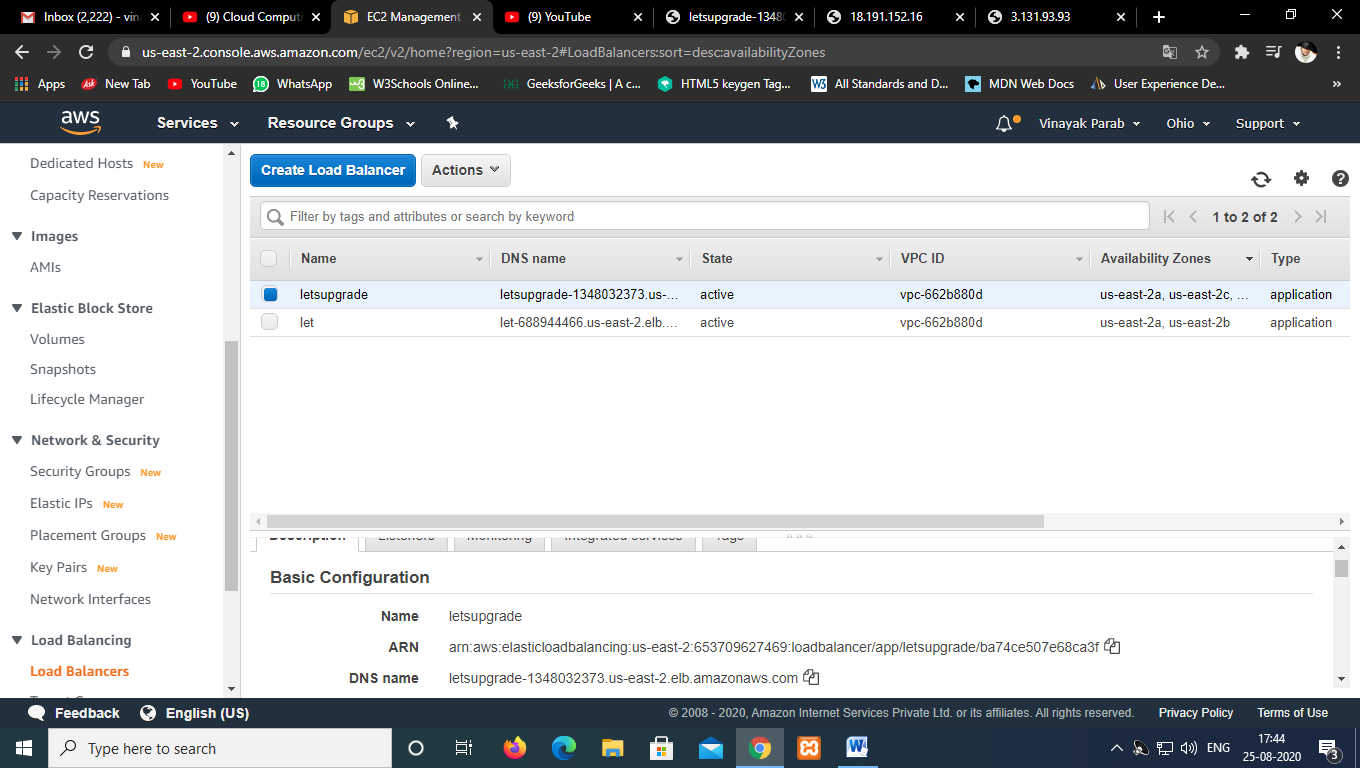 Inbox (2,222) - vin
(9) Cloud Comput
EC2 Management
(9) YouTube
letsupgrade-1348
18.191.152.16
3.131.93.93
us-east-2.console.aws.amazon.com/ec2/v2/home?region=us-east-2#LoadBalancers:sort=desc:availabilityZones
Apps
Ask
New Tab
YouTube
18
WhatsApp
W3Schools Online...
GeeksforGeeks | A c...
HTML5 keygen Tag...
W3 All Standards and D...
MDN Web Docs
User Experience De...
»
aws
Services
Resource Groups
Vinayak Parab
Ohio
Support
Dedicated Hosts New
Capacity Reservations
Images
AMIs
Elastic Block Store
Volumes
Snapshots
Lifecycle Manager
Network & Security
Security Groups New
Elastic IPs New
Placement Groups New
Key Pairs New
Network Interfaces
Load Balancing
Load Balancers
Create Load Balancer
Actions
Filter by tags and attributes or search by keyword
1 to 2 of 2
Name DNS name State VPC ID Availability Zones Type
letsupgrade letsupgrade-1348032373.us-... active vpc-662b880d us-east-2a, us-east-2c, ... application
let let-688944466.us-east-2.elb.... active vpc-662b880d us-east-2a, us-east-2b application
Description Listeners Monitoring Integrated services Tags
Basic Configuration
Name letsupgrade
ARN arn:aws:elasticloadbalancing:us-east-2:653709627469:loadbalancer/app/letsupgrade/ba74ce507e68ca3f
DNS name letsupgrade-1348032373.us-east-2.elb.amazonaws.com
Feedback
English (US)
© 2008 - 2020, Amazon Internet Services Private Ltd. or its affiliates. All rights reserved.
Privacy Policy
Terms of Use
Type here to search
ENG
17:44
25-08-2020
3